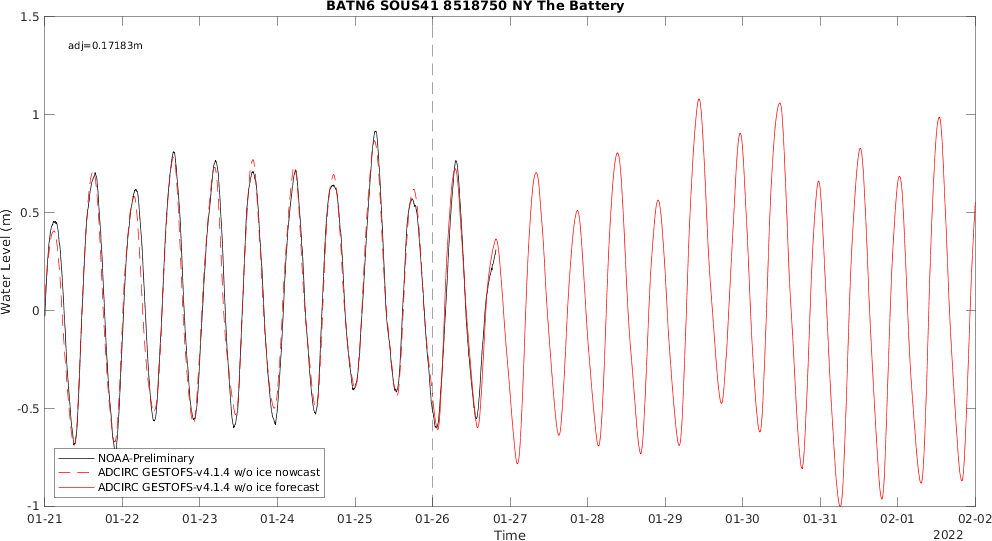 BATN6 SOUS41 8518750 NY The Battery
adj=0.17183m
1.5
1
0.5
0
-0.5
-1
Water Level (m)
NOAA-Preliminary
ADCIRC GESTOFS-v4.1.4 w/o ice nowcast
ADCIRC GESTOFS-v4.1.4 w/o ice forecast
01-21 01-22 01-23 01-24 01-25 01-26 01-27 01-28 01-29 01-30 01-31 02-01 02-02
Time
2022